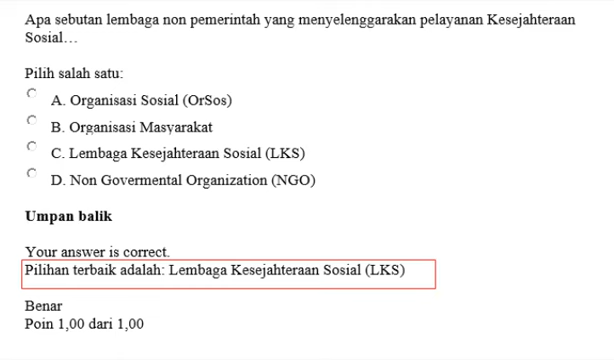 Apa sebutan lembaga non pemerintah yang menyelenggarakan pelayanan Kesejahteraan
Sosial…
Pilih salah satu:
A. Organisasi Sosial (OrSos)
B. Organisasi Masyarakat
C. Lembaga Kesejahteraan Sosial (LKS)
D. Non Govermental Organization (NGO)
Umpan balik
Your answer is correct.
Pilihan terbaik adalah: Lembaga Kesejahteraan Sosial (LKS)
Benar
Poin 1,00 dari 1,00